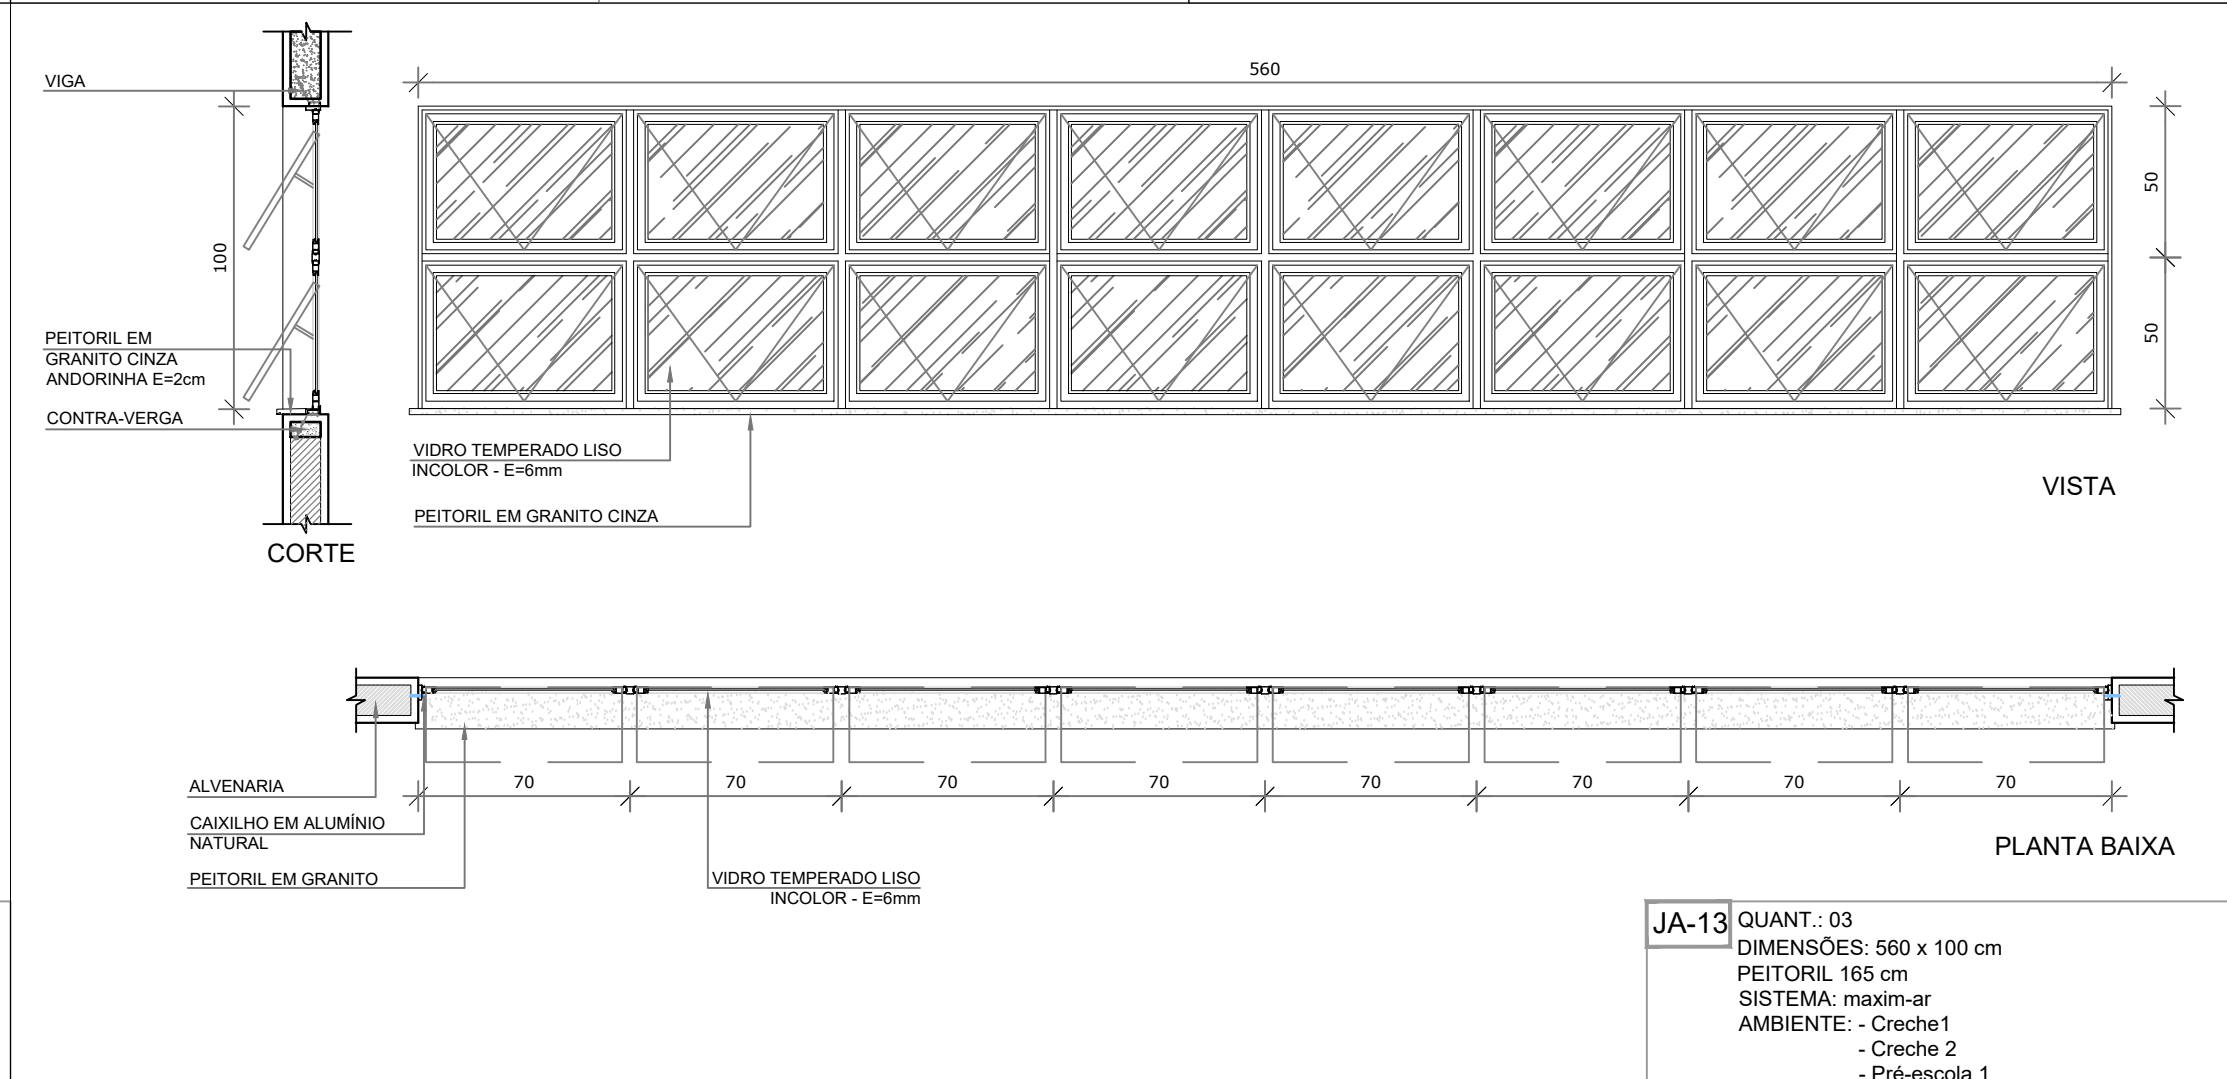 VIGA
100
PEITORIL EM
GRANITO CINZA
ANDORINHA E=2cm
CONTRA-VERGA
CORTE
560
50
50
VIDRO TEMPERADO LISO
INCOLOR - E=6mm
PEITORIL EM GRANITO CINZA
VISTA
70
70
70
70
70
70
70
70
ALVENARIA
CAIXILHO EM ALUMÍNIO
NATURAL
PEITORIL EM GRANITO
VIDRO TEMPERADO LISO
INCOLOR - E=6mm
PLANTA BAIXA
JA-13
QUANT.: 03
DIMENSÕES: 560 x 100 cm
PEITORIL 165 cm
SISTEMA: maxim-ar
AMBIENTE: - Creche1
- Creche 2
- Pré-escola 1